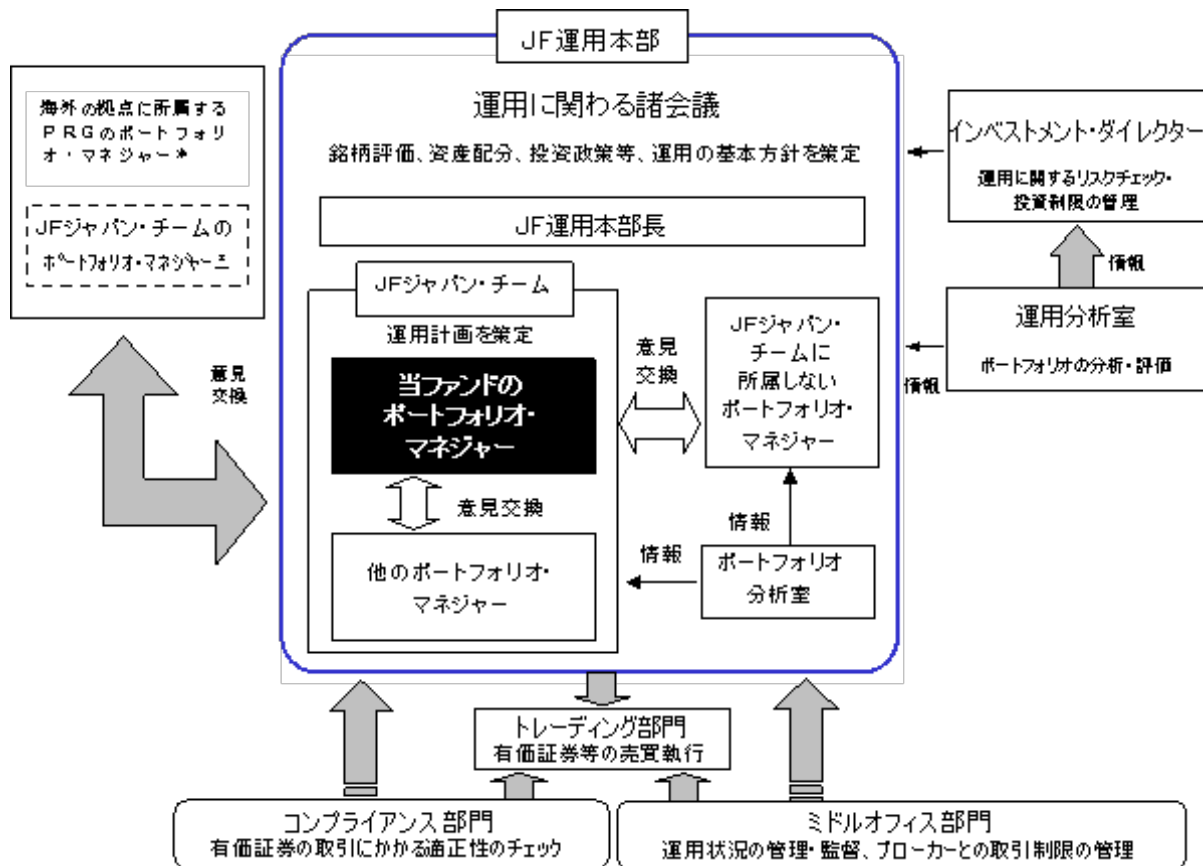 JF運用本部
運用に関わる諸会議
銘柄評価、資産配分、投資政策等、運用の基本方針を策定
JF運用本部長
海外の拠点に所属する
PRGのポートフォリ
オ・マネジャー*
JFジャパン・チームの
ポートフォリオ・マネジャー*
意見
交換
JFジャパン・チーム
運用計画を策定
当ファンドの
ポートフォリオ・
マネジャー
意見交換
他のポートフォリオ・
マネジャー
意見
交換
JFジャパン・
チームに
所属しない
ポートフォリオ・
マネジャー
情報
情報
ポートフォリオ
分析室
インベストメント・ダイレクター
運用に関するリスクチェック・
投資制限の管理
情報
運用分析室
ポートフォリオの分析・評価
情報
トレーディング部門
有価証券等の売買執行
コンプライアンス部門
有価証券の取引にかかる適正性のチェック
ミドルオフィス部門
運用状況の管理・監督、ブローカーとの取引制限の管理